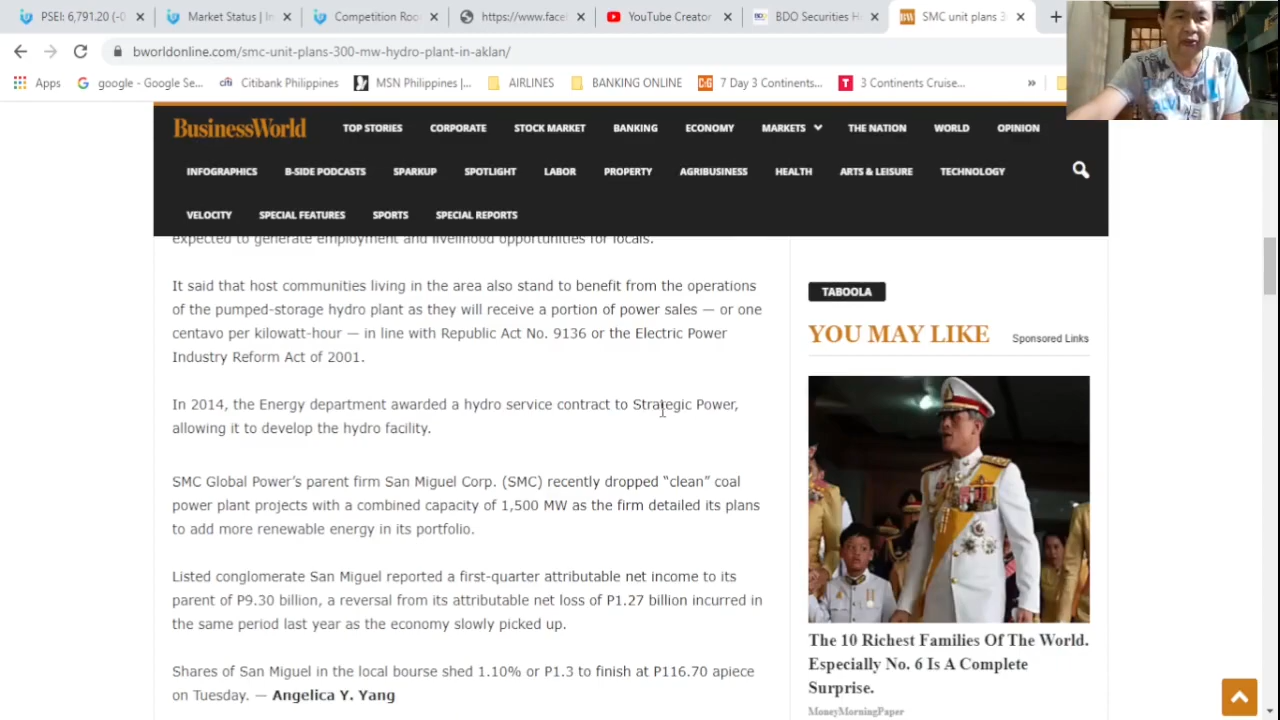 PSEI: 6,791.20 (-0
Market Status | In
Competition Roo
https://www.face
YouTube Creator
BDO Securities H
SMC unit plans 3
bworldonline.com/smc-unit-plans-300-mw-hydro-plant-in-aklan/
Apps
google - Google Se...
Citibank Philippines
MSN Philippines |...
AIRLINES
BANKING ONLINE
7 Day 3 Continents...
3 Continents Cruise...
»
BusinessWorld
TOP STORIES
CORPORATE
STOCK MARKET
BANKING
ECONOMY
MARKETS
THE NATION
WORLD
OPINION
INFOGRAPHICS
B-SIDE PODCASTS
SPARKUP
SPOTLIGHT
LABOR
PROPERTY
AGRIBUSINESS
HEALTH
ARTS & LEISURE
TECHNOLOGY
VELOCITY
SPECIAL FEATURES
SPORTS
SPECIAL REPORTS
expected to generate employment and livelihood opportunities for locals.
It said that host communities living in the area also stand to benefit from the operations
of the pumped-storage hydro plant as they will receive a portion of power sales — or one
centavo per kilowatt-hour — in line with Republic Act No. 9136 or the Electric Power
Industry Reform Act of 2001.
In 2014, the Energy department awarded a hydro service contract to Strategic Power,
allowing it to develop the hydro facility.
SMC Global Power's parent firm San Miguel Corp. (SMC) recently dropped “clean” coal
power plant projects with a combined capacity of 1,500 MW as the firm detailed its plans
to add more renewable energy in its portfolio.
Listed conglomerate San Miguel reported a first-quarter attributable net income to its
parent of P9.30 billion, a reversal from its attributable net loss of P1.27 billion incurred in
the same period last year as the economy slowly picked up.
Shares of San Miguel in the local bourse shed 1.10% or P1.3 to finish at P116.70 apiece
on Tuesday. — Angelica Y. Yang
TABOOLA
YOU MAY LIKE
Sponsored Links
The 10 Richest Families Of The World.
Especially No. 6 Is A Complete
Surprise.
MoneyMorningPaper